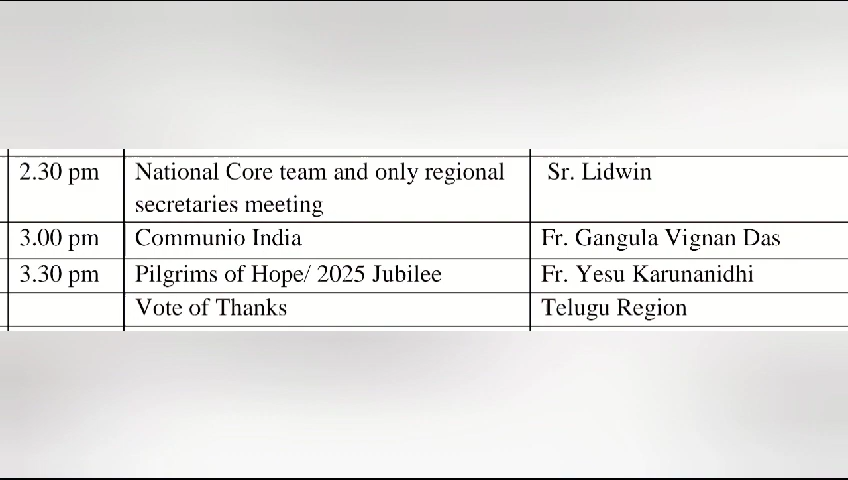 2.30 pm National Core team and only regional Sr. Lidwin
secretaries meeting
3.00 pm Communio India Fr. Gangula Vignan Das
3.30 pm Pilgrims of Hope/ 2025 Jubilee Fr. Yesu Karunanidhi
Vote of Thanks Telugu Region